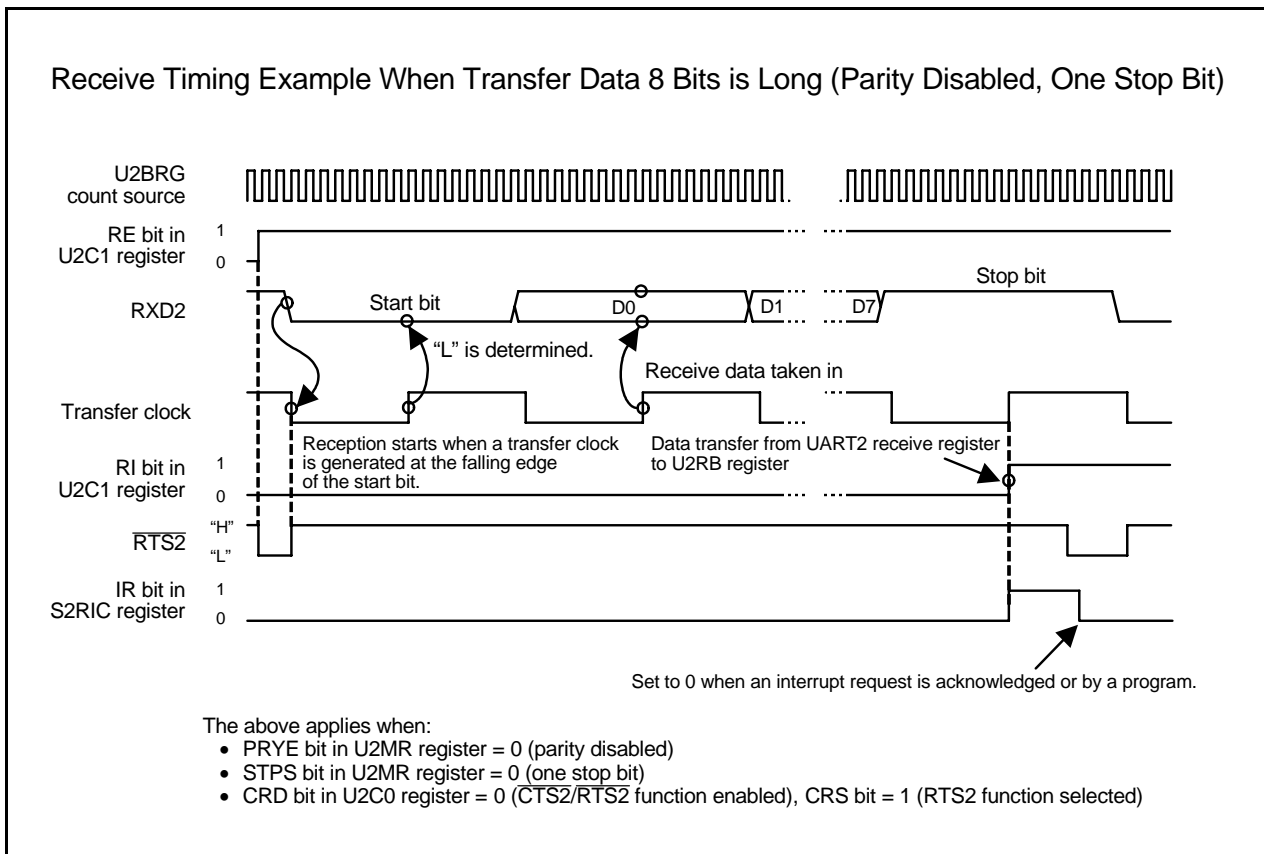 Receive Timing Example When Transfer Data 8 Bits is Long (Parity Disabled, One Stop Bit)
U2BRG
count source
RE bit in
U2C1 register
1
0
RXD2
Start bit
D0
D1
D7
Stop bit
"L" is determined.
Receive data taken in
Transfer clock
Reception starts when a transfer clock
is generated at the falling edge
of the start bit.
Data transfer from UART2 receive register
to U2RB register
RI bit in
U2C1 register
1
0
RTS2
"H"
"L"
IR bit in
S2RIC register
1
0
Set to 0 when an interrupt request is acknowledged or by a program.
The above applies when:
• PRYE bit in U2MR register = 0 (parity disabled)
• STPS bit in U2MR register = 0 (one stop bit)
• CRD bit in U2C0 register = 0 (CTS2/RTS2 function enabled), CRS bit = 1 (RTS2 function selected)